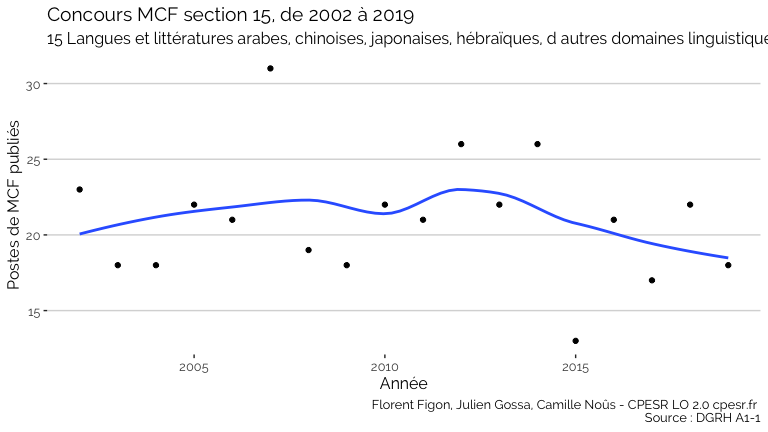 Concours MCF section 15, de 2002 à 2019
15 Langues et littératures arabes, chinoises, japonaises, hébraïques, d autres domaines linguistique
Postes de MCF publiés
30
25
20
15
2005
2010
2015
Année
Florent Figon, Julien Gossa, Camille Noûs - CPESR LO 2.0 cpesr.fr
Source : DGRH A1-1